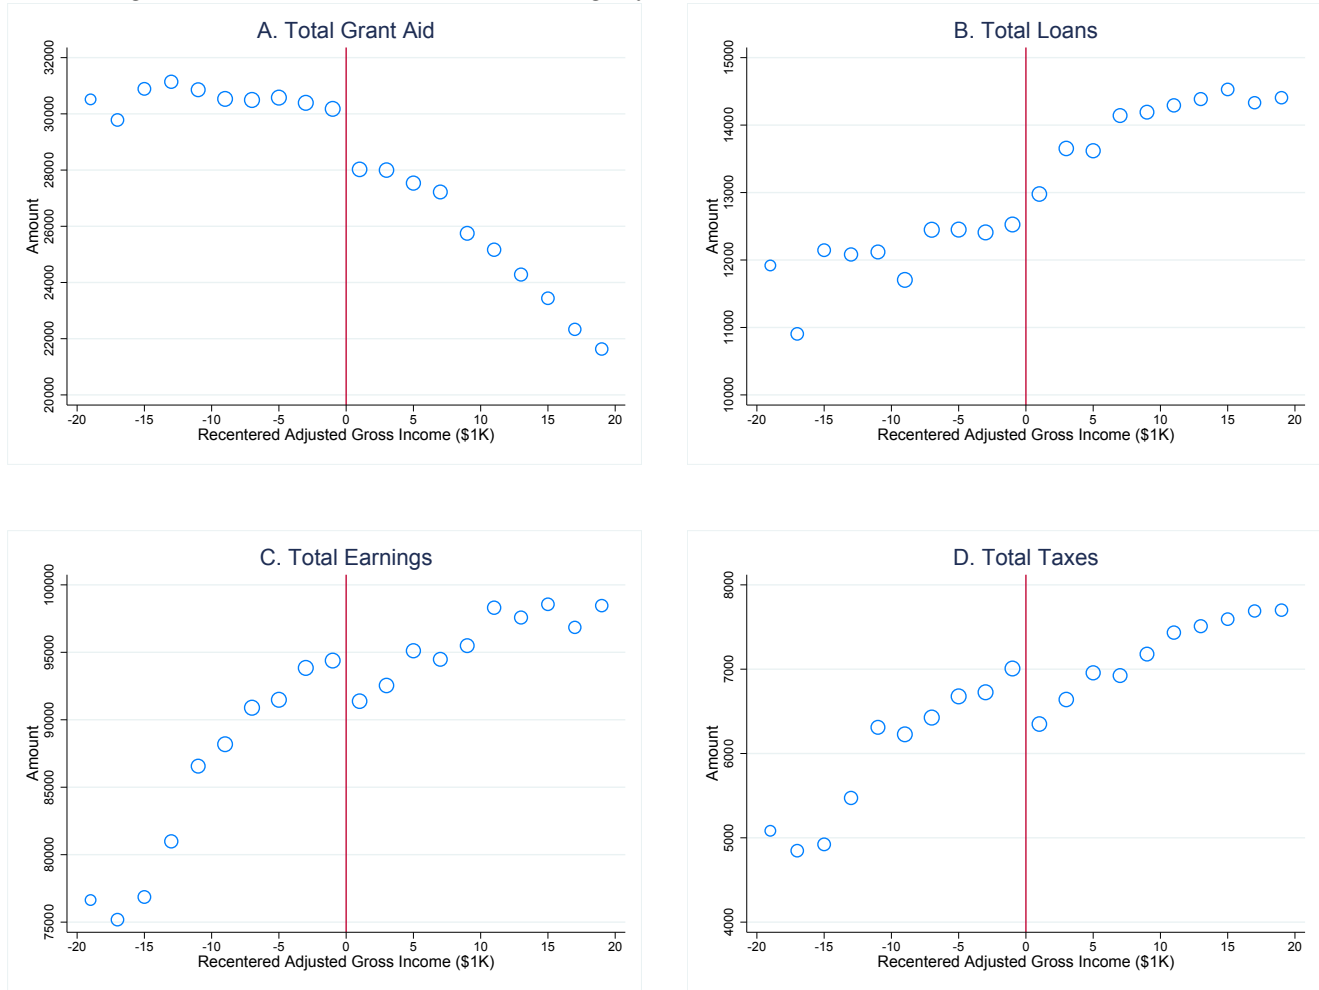 A. Total Grant Aid
Amount
32000
30000
28000
26000
24000
22000
20000
-20 -15 -10 -5 0 5 10 15 20
Recentered Adjusted Gross Income ($1K)
B. Total Loans
Amount
15000
14000
13000
12000
11000
10000
-20 -15 -10 -5 0 5 10 15 20
Recentered Adjusted Gross Income ($1K)
C. Total Earnings
Amount
100000
95000
90000
85000
80000
75000
-20 -15 -10 -5 0 5 10 15 20
Recentered Adjusted Gross Income ($1K)
D. Total Taxes
Amount
8000
7000
6000
5000
4000
-20 -15 -10 -5 0 5 10 15 20
Recentered Adjusted Gross Income ($1K)